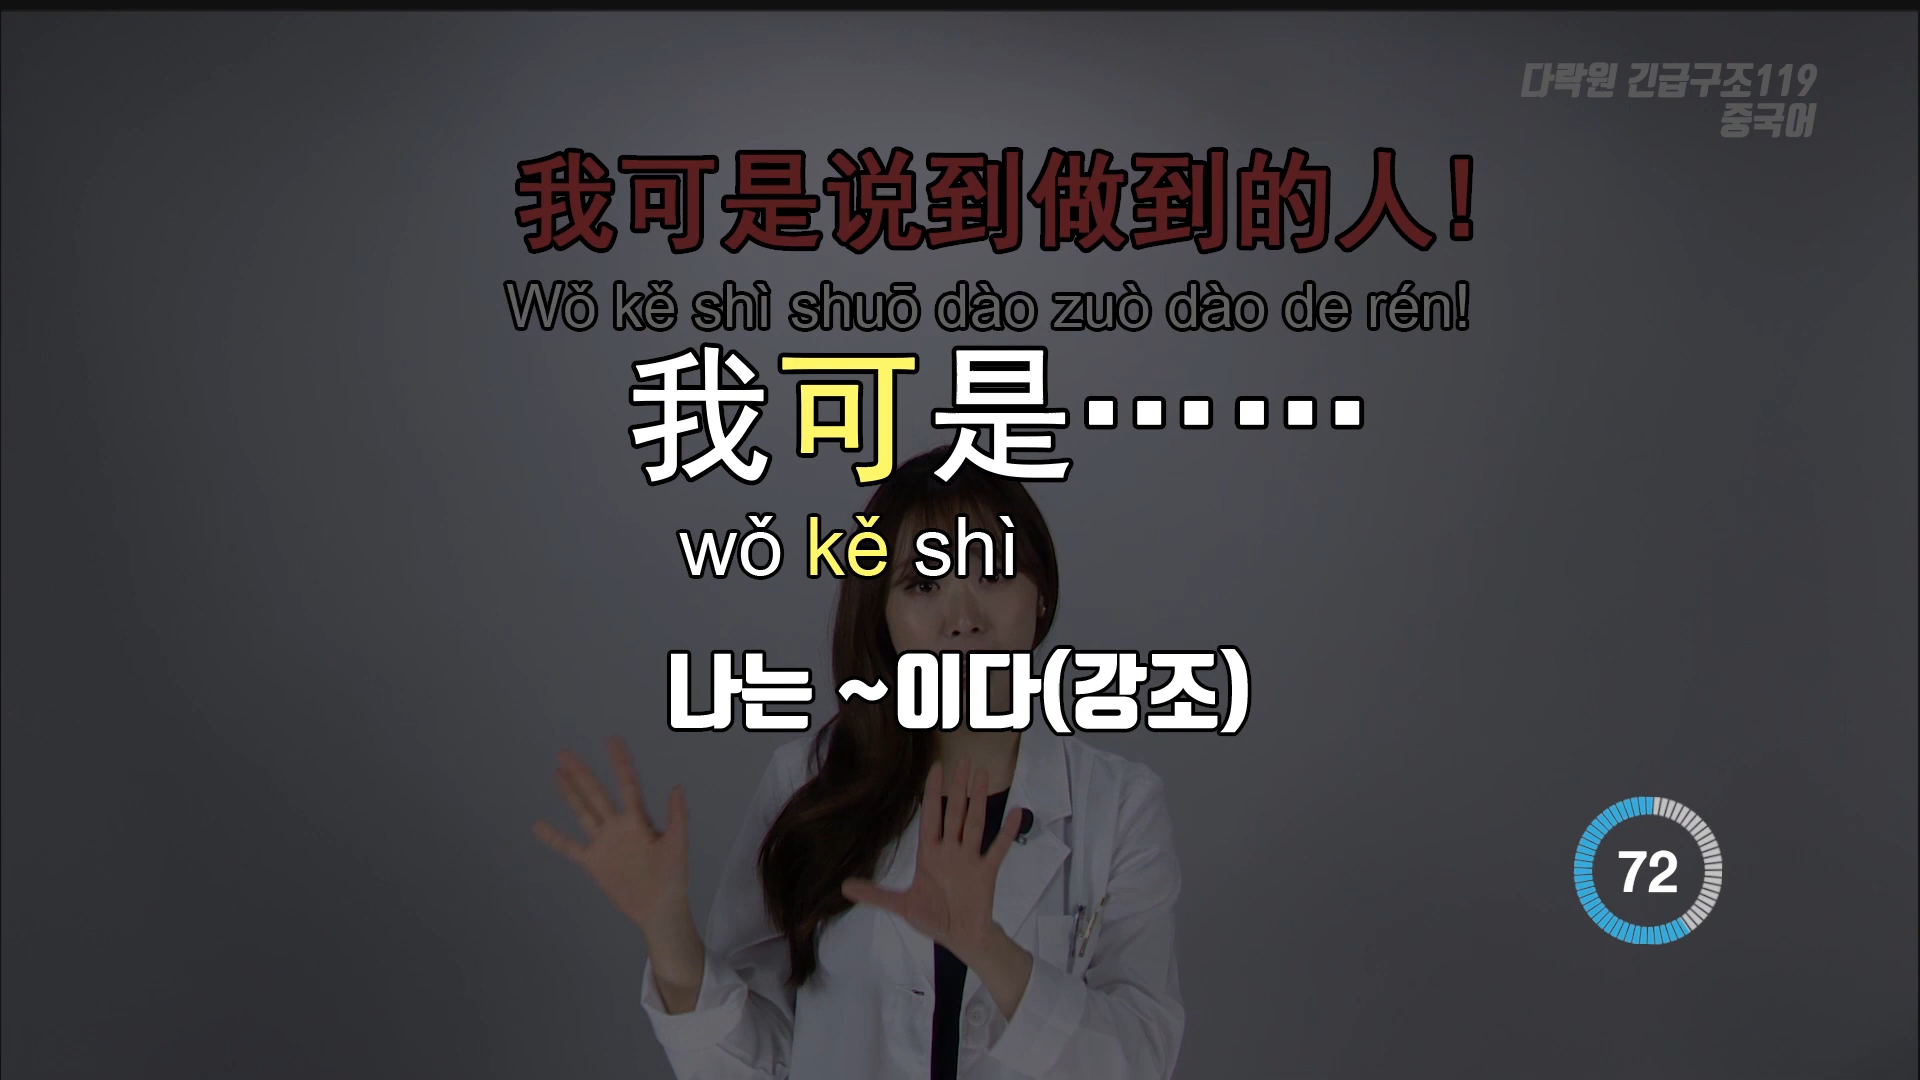 다락원 긴급구조119
중국어
我可是说到做到的人!
Wǒ kě shì shuō dào zuò dào de rén!
我可是……
wǒ kě shì
나는 ~이다(강조)
72